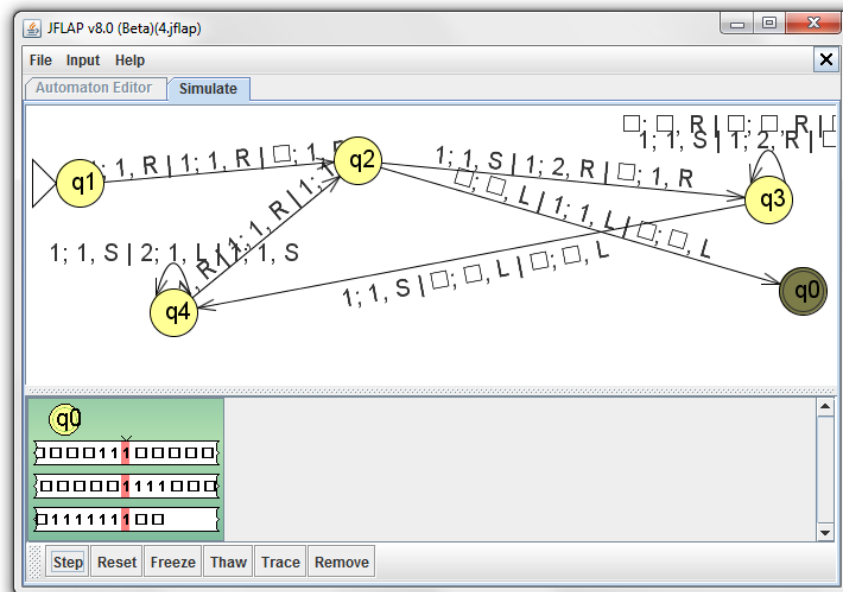 JFLAP v8.0 (Beta)(4.jflap)
File Input Help
Automaton Editor Simulate
□; □, R | □; □, R |
1; 1, S | 1; 2, R |
1; 1, R | 1; 1, R | □; 1,
q1
q2
1; 1, S | 1; 2, R | □; 1, R
□; □, L | 1; 1, L | □; □, L
q3
1; 1, S | 2; 1, L
1, S
R | 1; 1, R | 1;
q4
1; 1, S | □; □, L | □; □, L
q0
q0
□□□□111□□□□□
□□□□□1111□□□
□1111111□□
Step Reset Freeze Thaw Trace Remove